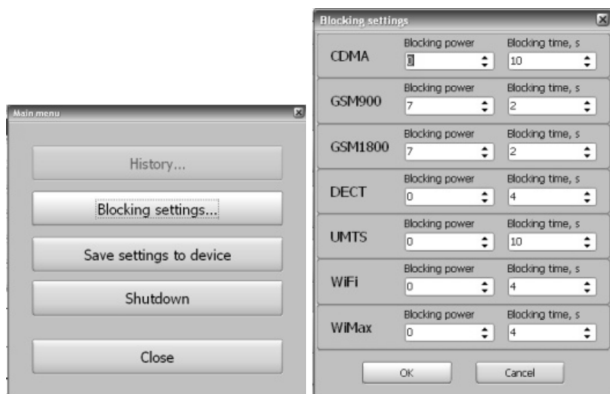 Main menu
History...
Blocking settings...
Save settings to device
Shutdown
Close
Blocking settings
Blocking power Blocking time, s
CDMA 0 10
Blocking power Blocking time, s
GSM900 7 2
Blocking power Blocking time, s
GSM1800 7 2
Blocking power Blocking time, s
DECT 0 4
Blocking power Blocking time, s
UMTS 0 10
Blocking power Blocking time, s
WiFi 0 4
Blocking power Blocking time, s
WiMax 0 4
OK Cancel